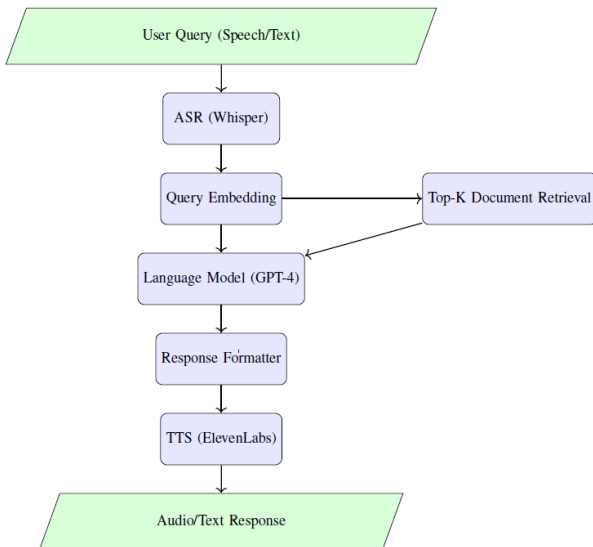 User Query (Speech/Text)
ASR (Whisper)
Query Embedding
Top-K Document Retrieval
Language Model (GPT-4)
Response Formatter
TTS (ElevenLabs)
Audio/Text Response